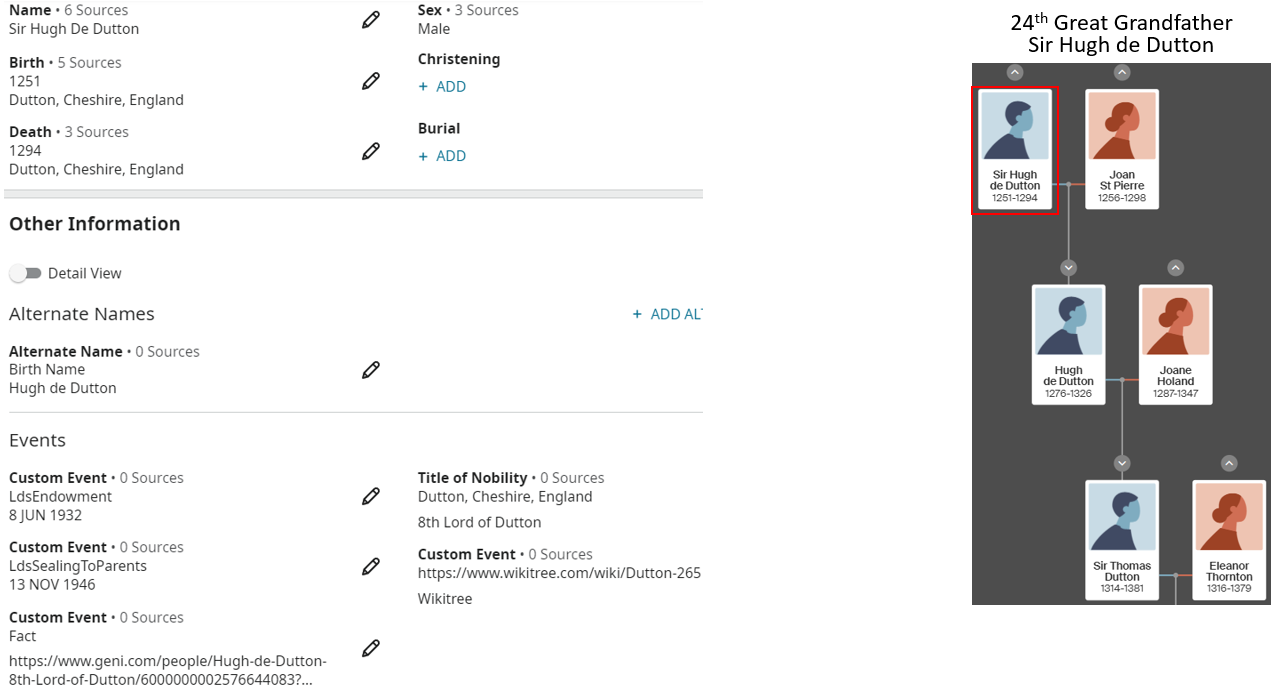 Name • 6 Sources
Sir Hugh De Dutton
Sex • 3 Sources
Male
Birth • 5 Sources
1251
Dutton, Cheshire, England
Christening
+ ADD
Death • 3 Sources
1294
Dutton, Cheshire, England
Burial
+ ADD
Other Information
Detail View
Alternate Names
+ ADD ALT
Alternate Name • 0 Sources
Birth Name
Hugh de Dutton
Events
Custom Event • 0 Sources
LdsEndowment
8 JUN 1932
Title of Nobility • 0 Sources
Dutton, Cheshire, England
8th Lord of Dutton
Custom Event • 0 Sources
LdsSealingToParents
13 NOV 1946
Custom Event • 0 Sources
https://www.wikitree.com/wiki/Dutton-265
Wikitree
Custom Event • 0 Sources
Fact
https://www.geni.com/people/Hugh-de-Dutton-
8th-Lord-of-Dutton/6000000002576644083?...
24th Great Grandfather
Sir Hugh de Dutton
Sir Hugh
de Dutton
1251-1294
Joan
St Pierre
1256-1298
Hugh
de Dutton
1276-1326
Joane
Holand
1287-1347
Sir Thomas
Dutton
1314-1381
Eleanor
Thornton
1316-1379